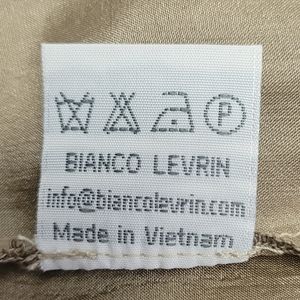 P
BIANCO LEVRIN
info@biancolevrin.com
Made in Vietnam